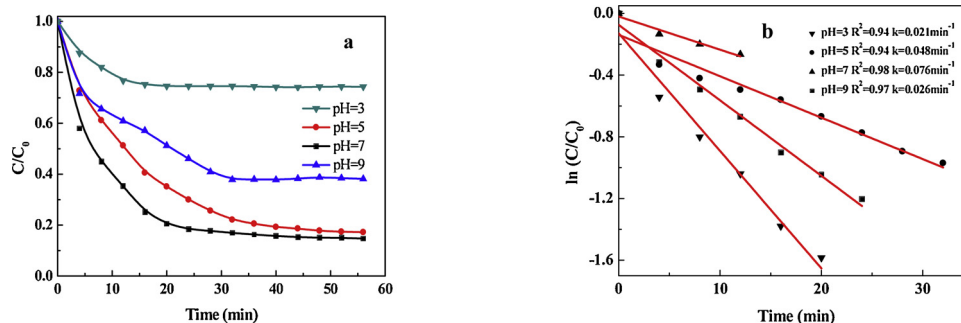 a
1.0
0.8
0.6
0.4
0.2
0.0
C/C₀
pH=3
pH=5
pH=7
pH=9
0 10 20 30 40 50 60
Time (min)
b
0.0
-0.4
-0.8
-1.2
-1.6
ln (C/C₀)
pH=3 R²=0.94 k=0.021min⁻¹
pH=5 R²=0.94 k=0.048min⁻¹
pH=7 R²=0.98 k=0.076min⁻¹
pH=9 R²=0.97 k=0.026min⁻¹
0 10 20 30
Time (min)